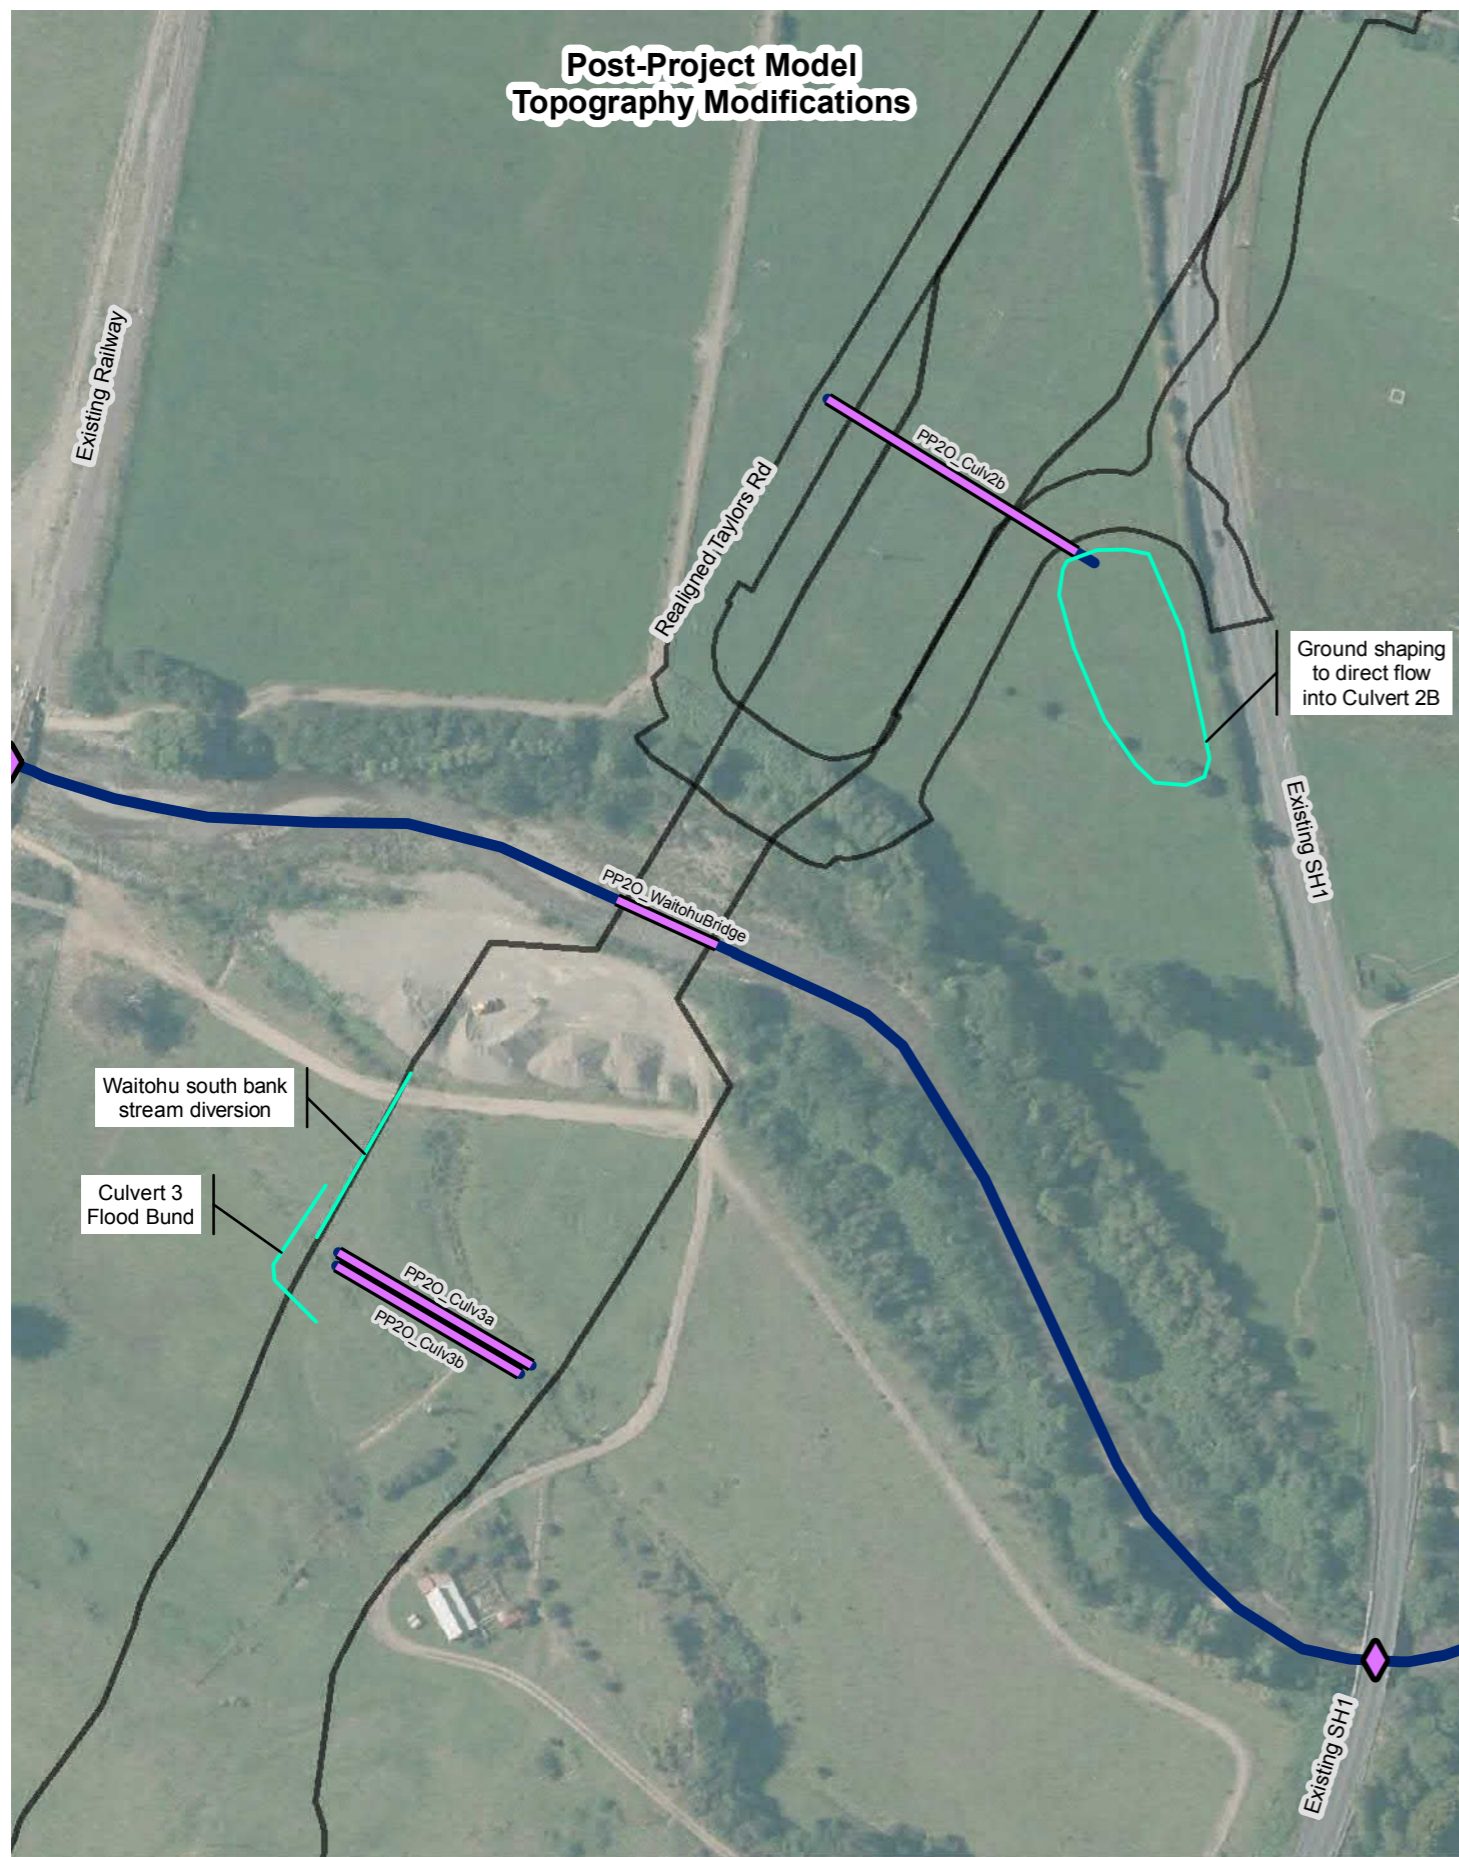 Post-Project Model
Topography Modifications
Existing Railway
PP2O_Culv2b
Realigned Taylors Rd
Ground shaping
to direct flow
into Culvert 2B
Existing SH1
PP2O_WaitohuBridge
Waitohu south bank
stream diversion
Culvert 3
Flood Bund
PP2O_Culv3a
PP2O_Culv3b
Existing SH1